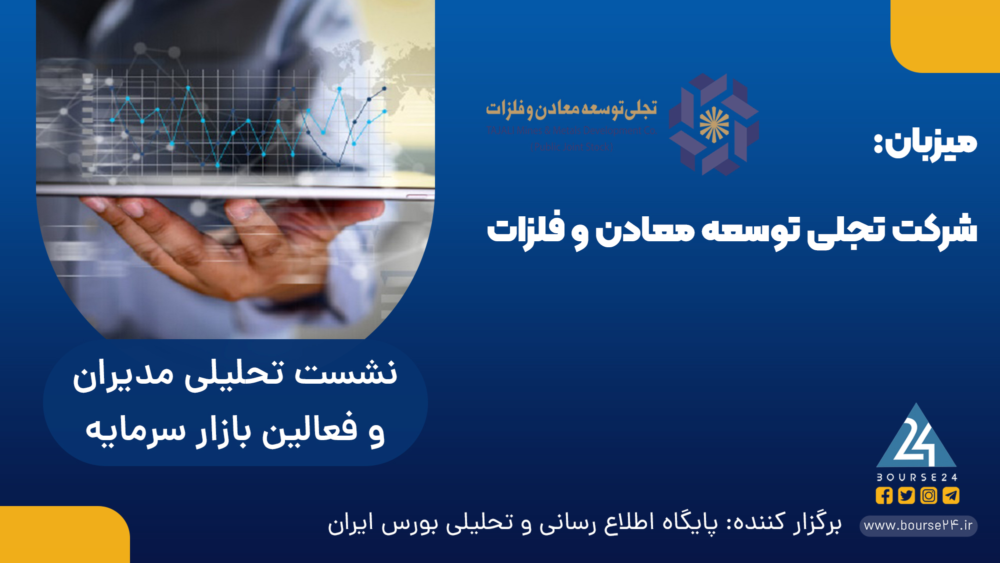 تجلی توسعه معادن و فلزات
TAJALI Mines & Metals Development Co.
(Public Joint Stock)
میزبان:
شرکت تجلی توسعه معادن و فلزات
نشست تحلیلی مدیران
و فعالین بازار سرمایه
24
BOURSE24
برگزار کننده: پایگاه اطلاع رسانی و تحلیلی بورس ایران
www.bourse۲۴.ir